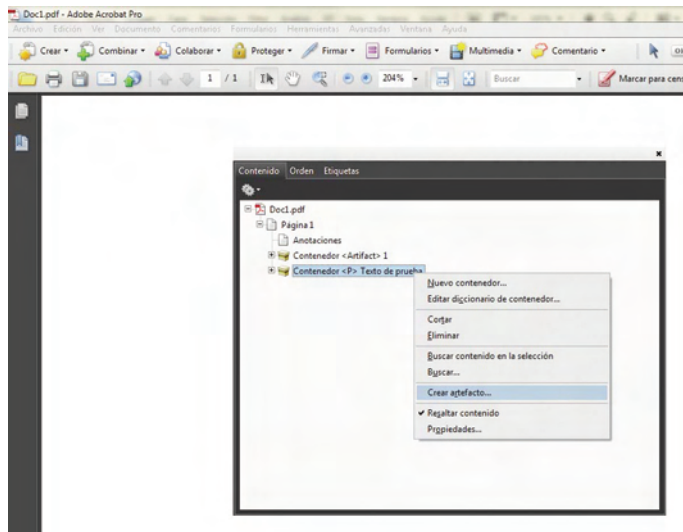 Doc1.pdf - Adobe Acrobat Pro
Archivo Edición Ver Documento Comentarios Formularios Herramientas Avanzadas Ventana Ayuda
Crear Combinar Colaborar Proteger Firmar Formularios Multimedia Comentario
1 / 1 204% Buscar Marcar para cens
Contenido Orden Etiquetas
Doc1.pdf
Página 1
Anotaciones
Contenedor <Artifact> 1
Contenedor <P> Texto de prueba
Nuevo contenedor...
Editar diccionario de contenedor...
Cortar
Eliminar
Buscar contenido en la selección
Buscar...
Crear artefacto...
Resaltar contenido
Propiedades...